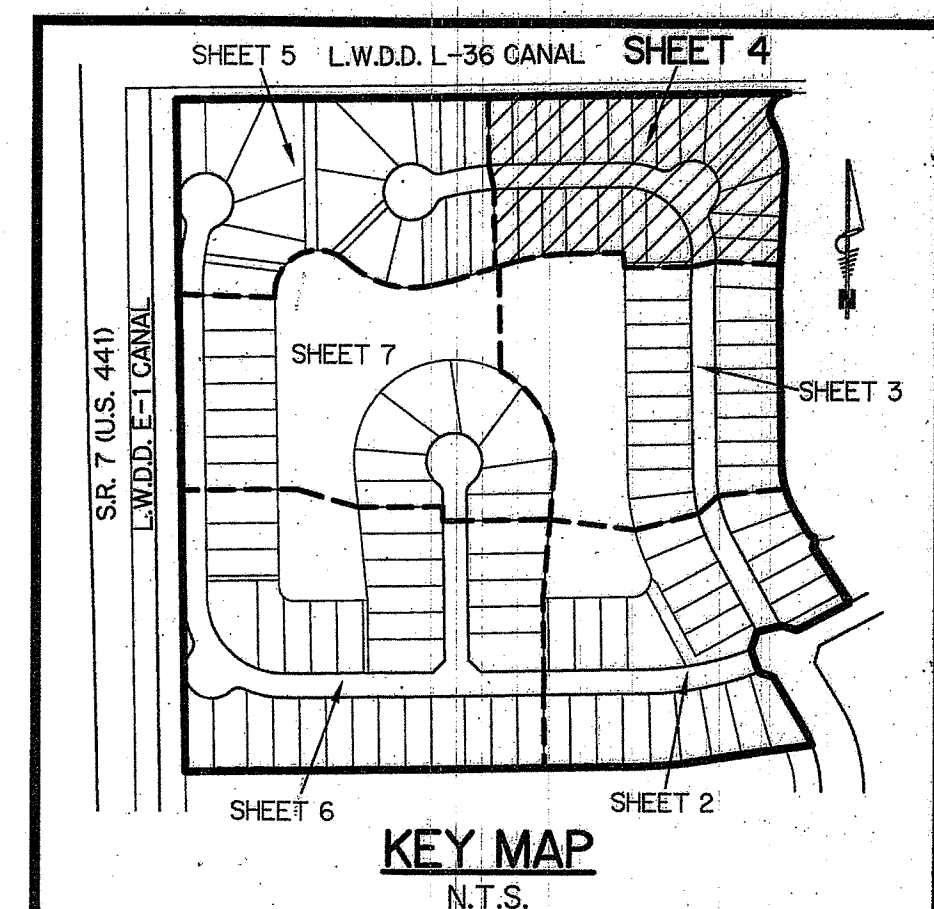 SHEET 5 L.W.D.D. L-36 CANAL SHEET 4
N
S.R. 7 (U.S. 441)
L.W.D.D. E-1 CANAL
SHEET 7
SHEET 3
SHEET 6
SHEET 2
KEY MAP
N.T.S.